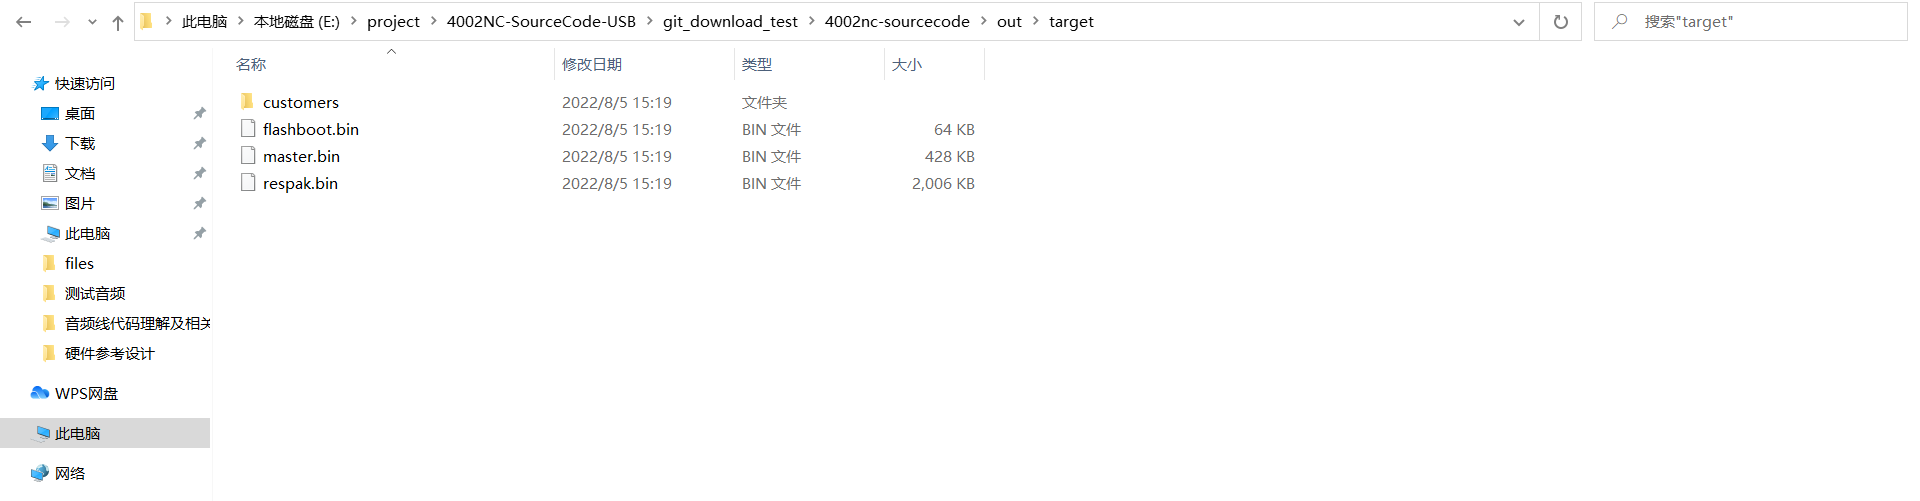 此电脑 本地磁盘 (E:) project 4002NC-SourceCode-USB git_download_test 4002nc-sourcecode out target 搜索"target"
名称 修改日期 类型 大小
快速访问
桌面
下载
文档
图片
此电脑
files
测试音频
音频线代码理解及相关
硬件参考设计
WPS网盘
此电脑
网络
customers 2022/8/5 15:19 文件夹
flashboot.bin 2022/8/5 15:19 BIN 文件 64 KB
master.bin 2022/8/5 15:19 BIN 文件 428 KB
respak.bin 2022/8/5 15:19 BIN 文件 2,006 KB